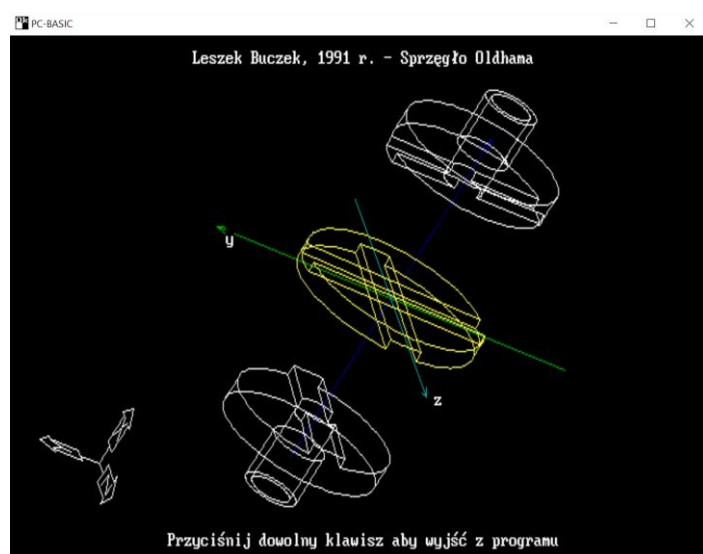 PC-BASIC
Leszek Buczek, 1991 r. - Sprzęgło Oldhama
y
z
Przyciśnij dowolny klawisz aby wyjść z programu